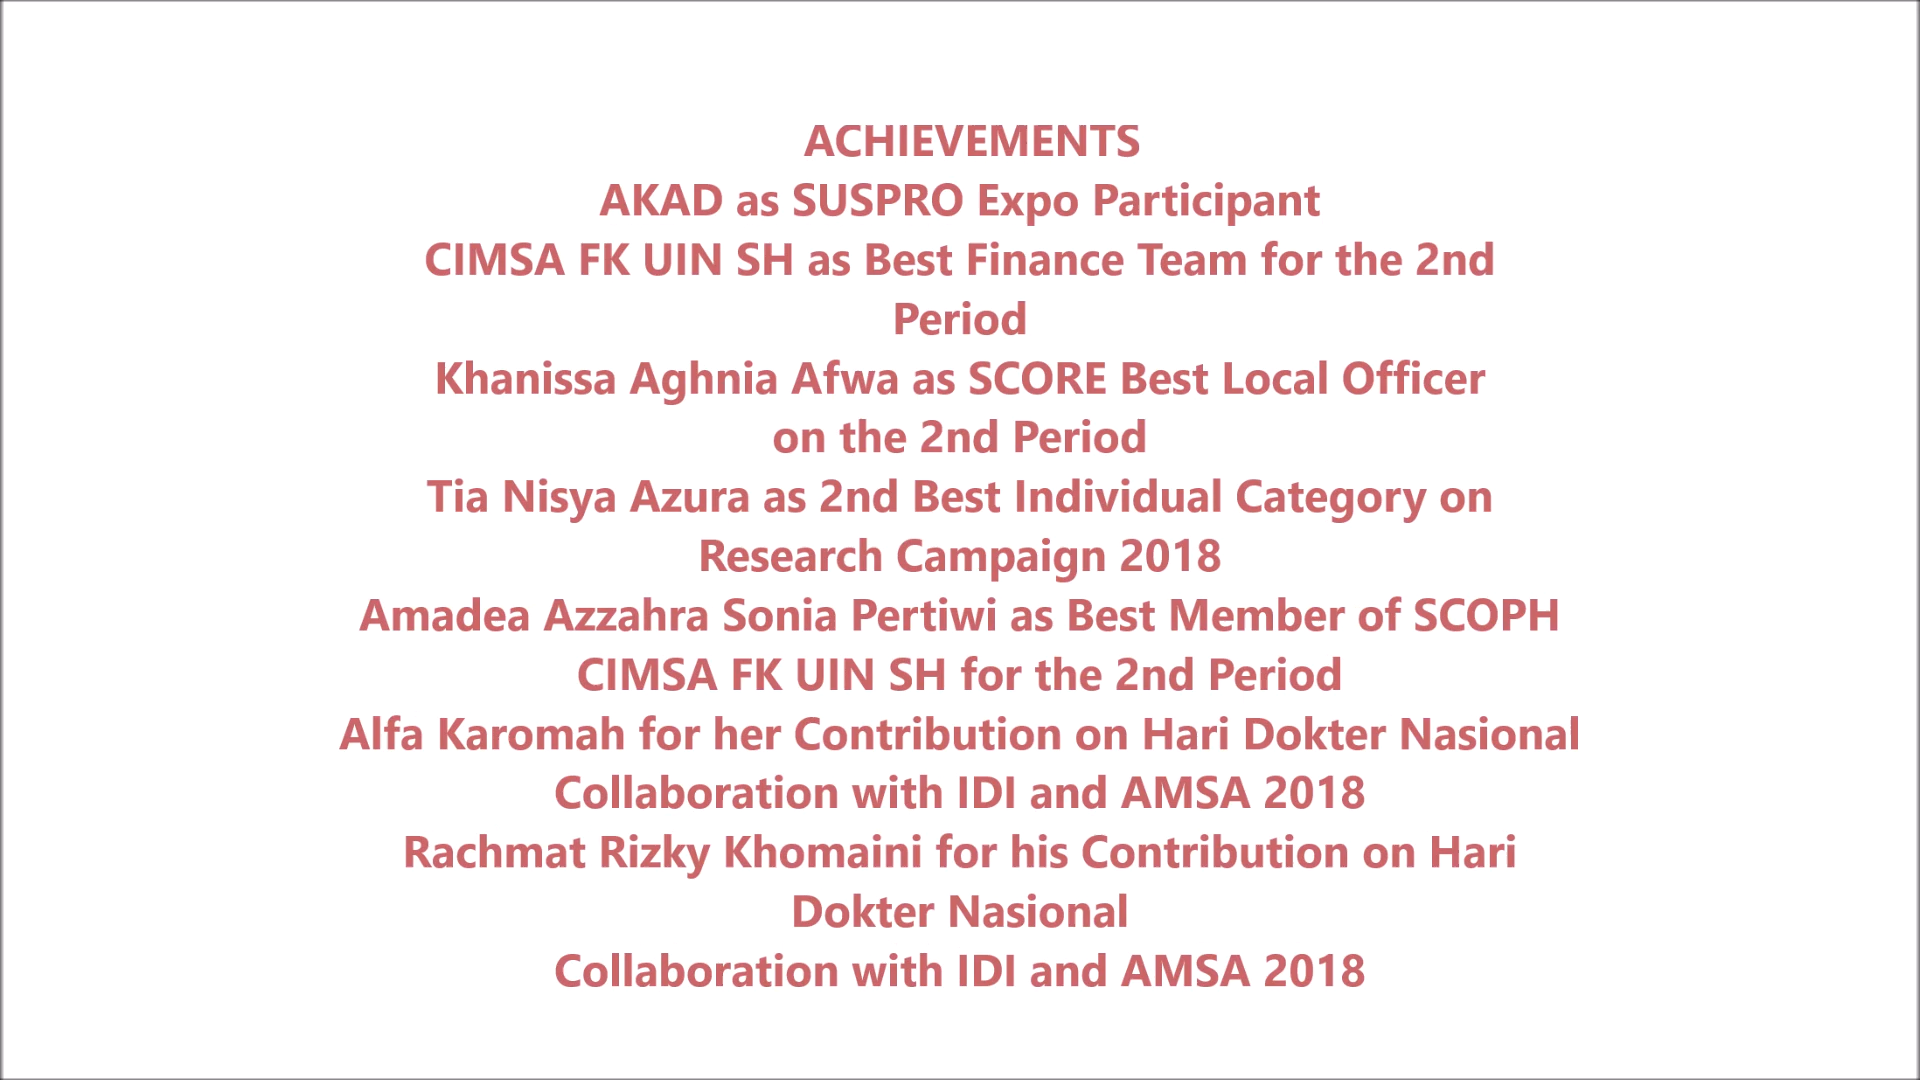 ACHIEVEMENTS
AKAD as SUSPRO Expo Participant
CIMSA FK UIN SH as Best Finance Team for the 2nd
Period
Khanissa Aghnia Afwa as SCORE Best Local Officer
on the 2nd Period
Tia Nisya Azura as 2nd Best Individual Category on
Research Campaign 2018
Amadea Azzahra Sonia Pertiwi as Best Member of SCOPH
CIMSA FK UIN SH for the 2nd Period
Alfa Karomah for her Contribution on Hari Dokter Nasional
Collaboration with IDI and AMSA 2018
Rachmat Rizky Khomaini for his Contribution on Hari
Dokter Nasional
Collaboration with IDI and AMSA 2018